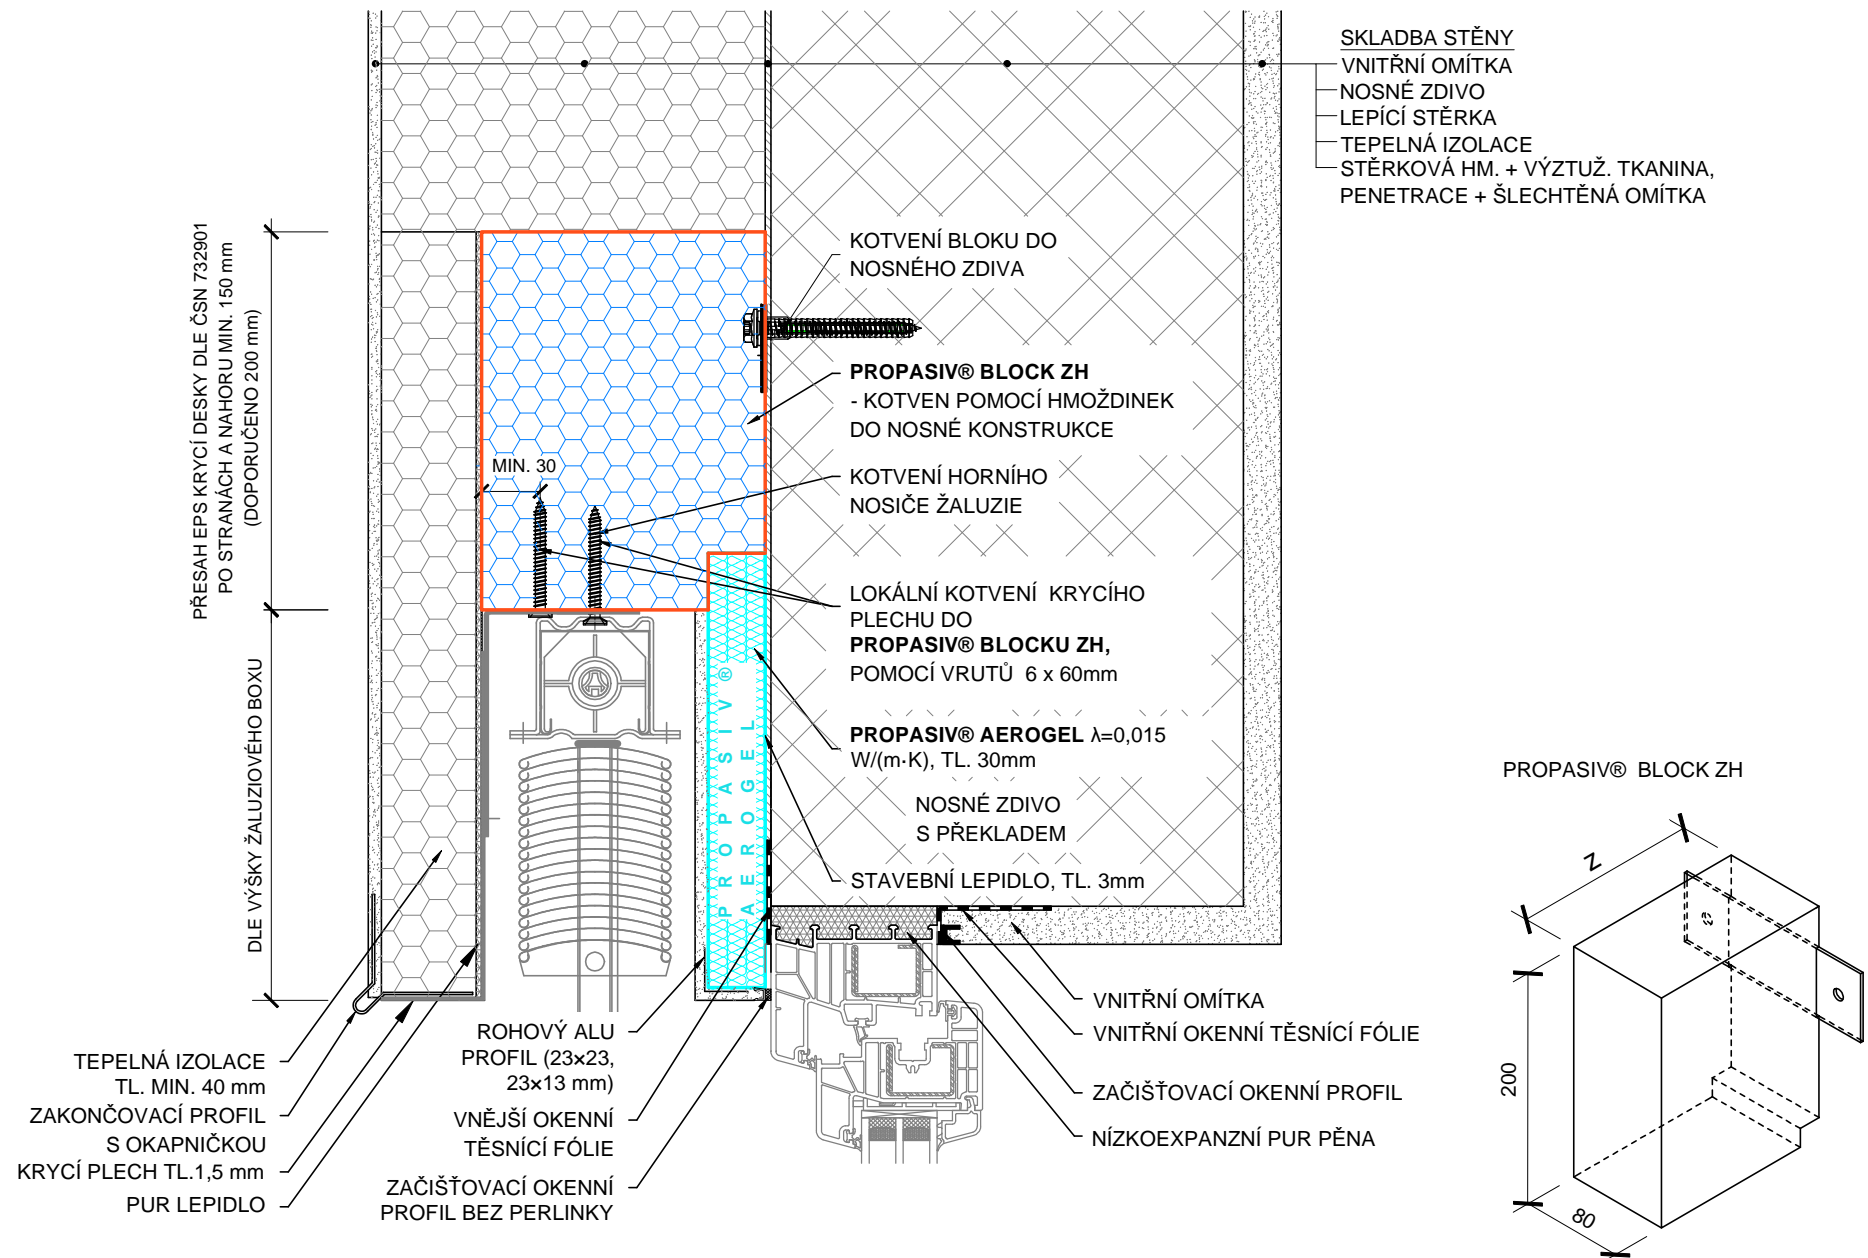 SKLADBA STĚNY
VNITŘNÍ OMÍTKA
NOSNÉ ZDIVO
LEPÍCÍ STĚRKA
TEPELNÁ IZOLACE
STĚRKOVÁ HM. + VÝZTUŽ. TKANINA,
PENETRACE + ŠLECHTĚNÁ OMÍTKA
PŘESAH EPS KRYCÍ DESKY DLE ČSN 732901
PO STRANÁCH A NAHORU MIN. 150 mm
(DOPORUČENO 200 mm)
DLE VÝŠKY ŽALUZIOVÉHO BOXU
MIN. 30
KOTVENÍ BLOKU DO
NOSNÉHO ZDIVA
PROPASIV® BLOCK ZH
- KOTVEN POMOCÍ HMOŽDINEK
DO NOSNÉ KONSTRUKCE
KOTVENÍ HORNÍHO
NOSIČE ŽALUZIE
LOKÁLNÍ KOTVENÍ KRYCÍHO
PLECHU DO
PROPASIV® BLOCKU ZH,
POMOCÍ VRUTŮ 6 x 60mm
PROPASIV® AEROGEL λ=0,015
W/(m·K), TL. 30mm
NOSNÉ ZDIVO
S PŘEKLADEM
STAVEBNÍ LEPIDLO, TL. 3mm
PROPASIV®
AEROGEL
TEPELNÁ IZOLACE
TL. MIN. 40 mm
ZAKONČOVACÍ PROFIL
S OKAPNIČKOU
KRYCÍ PLECH TL.1,5 mm
PUR LEPIDLO
ROHOVÝ ALU
PROFIL (23×23,
23×13 mm)
VNĚJŠÍ OKENNÍ
TĚSNÍCÍ FÓLIE
ZAČIŠŤOVACÍ OKENNÍ
PROFIL BEZ PERLINKY
VNITŘNÍ OMÍTKA
VNITŘNÍ OKENNÍ TĚSNÍCÍ FÓLIE
ZAČIŠŤOVACÍ OKENNÍ PROFIL
NÍZKOEXPANZNÍ PUR PĚNA
PROPASIV® BLOCK ZH
Z
200
80